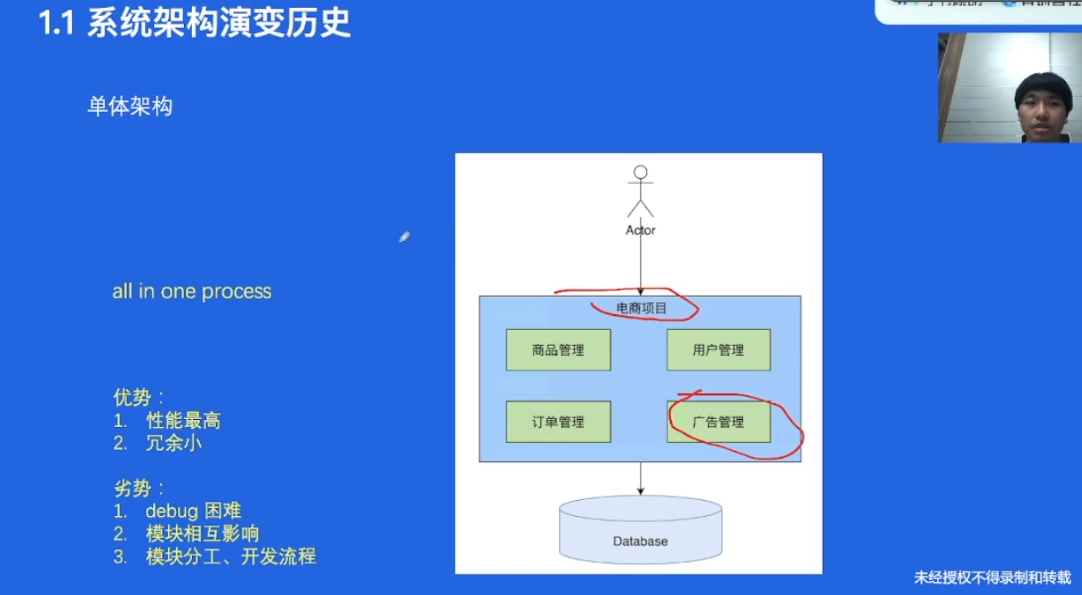 1.1 系统架构演变历史
单体架构
all in one process
优势：
1. 性能最高
2. 冗余小
劣势：
1. debug 困难
2. 模块相互影响
3. 模块分工、开发流程
Actor
电商项目
商品管理
用户管理
订单管理
广告管理
Database
未经授权不得录制和转载